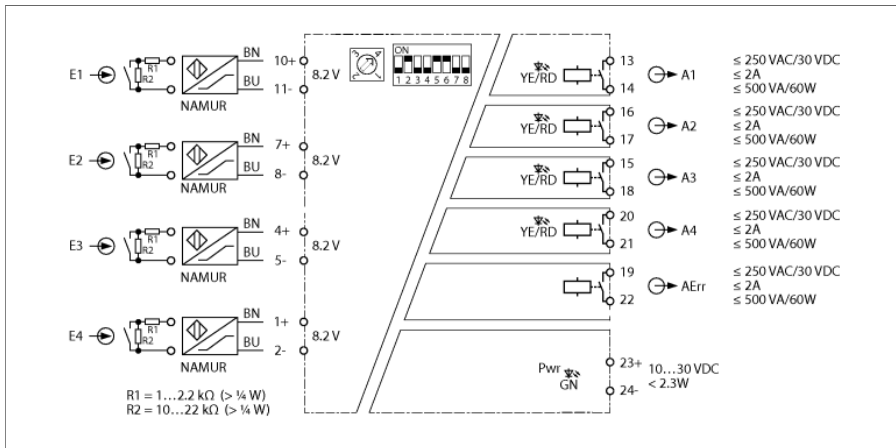 E1
R1
R2
NAMUR
BN
BU
10+
11-
8.2 V
E2
R1
R2
NAMUR
BN
BU
7+
8-
8.2 V
E3
R1
R2
NAMUR
BN
BU
4+
5-
8.2 V
E4
R1
R2
NAMUR
BN
BU
1+
2-
8.2 V
R1 = 1...2.2 kΩ (> ¼ W)
R2 = 10...22 kΩ (> ¼ W)
ON
1 2 3 4 5 6 7 8
YE/RD
13
14
A1
≤ 250 VAC/30 VDC
≤ 2A
≤ 500 VA/60W
YE/RD
16
17
A2
≤ 250 VAC/30 VDC
≤ 2A
≤ 500 VA/60W
YE/RD
15
18
A3
≤ 250 VAC/30 VDC
≤ 2A
≤ 500 VA/60W
YE/RD
20
21
A4
≤ 250 VAC/30 VDC
≤ 2A
≤ 500 VA/60W
19
22
AErr
≤ 250 VAC/30 VDC
≤ 2A
≤ 500 VA/60W
Pwr
GN
23+
24-
10...30 VDC
< 2.3W